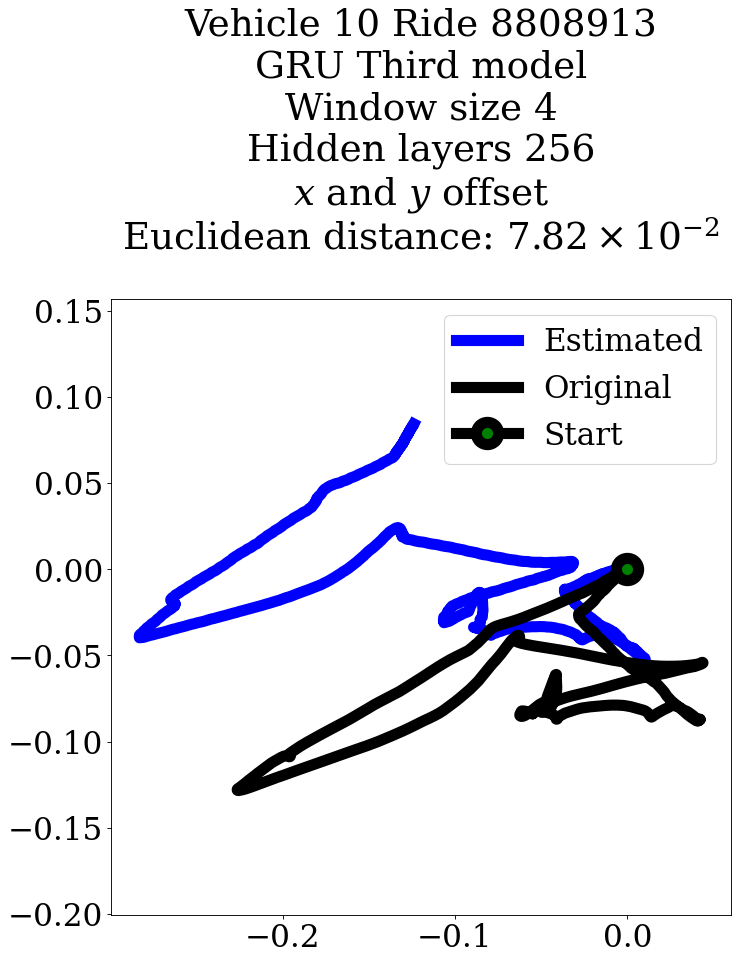 Vehicle 10 Ride 8808913
GRU Third model
Window size 4
Hidden layers 256
x and y offset
Euclidean distance: 7.82 × 10⁻²
0.15
0.10
0.05
0.00
−0.05
−0.10
−0.15
−0.20
Estimated
Original
Start
−0.2
−0.1
0.0